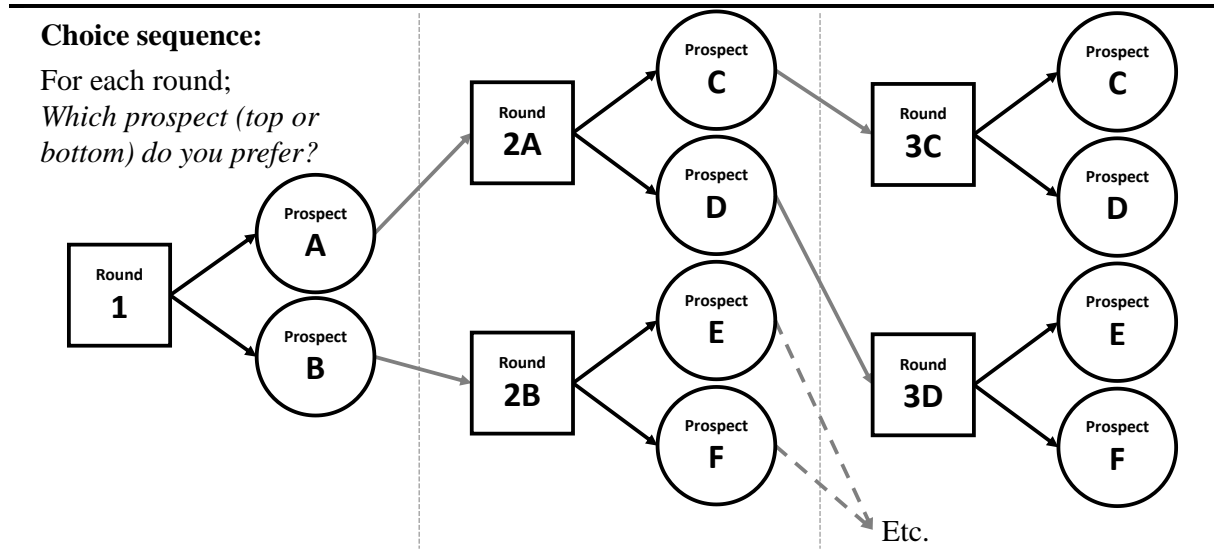 Choice sequence:
For each round;
Which prospect (top or
bottom) do you prefer?
Round
1
Prospect
A
Prospect
B
Round
2A
Prospect
C
Prospect
D
Round
2B
Prospect
E
Prospect
F
Round
3C
Prospect
C
Prospect
D
Round
3D
Prospect
E
Prospect
F
Etc.